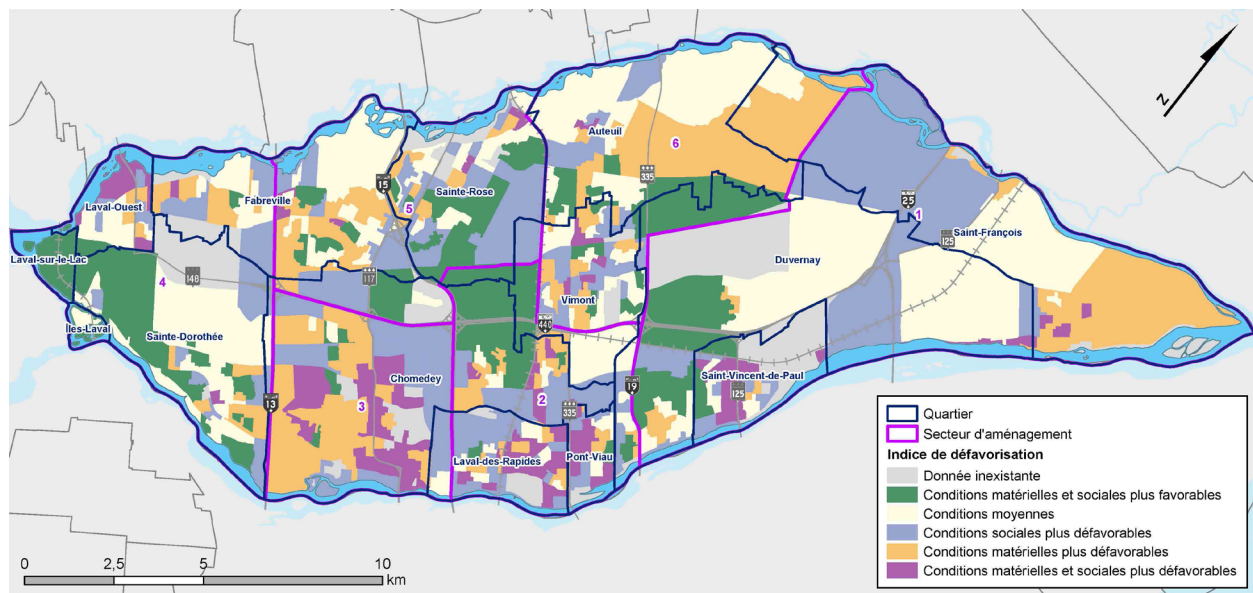 N
Auteuil
6
335
15
Sainte-Rose
Laval-Ouest
Fabreville
5
25
1
Saint-François
125
Laval-sur-le-Lac
Duvernay
148
4
117
Vimont
Îles-Laval
Sainte-Dorothée
440
Chomedey
Saint-Vincent-de-Paul
13
3
2
19
125
335
Laval-des-Rapides
Pont-Viau
Quartier
Secteur d'aménagement
Indice de défavorisation
Donnée inexistante
Conditions matérielles et sociales plus favorables
Conditions moyennes
Conditions sociales plus défavorables
Conditions matérielles plus défavorables
Conditions matérielles et sociales plus défavorables
0 2,5 5 10
km